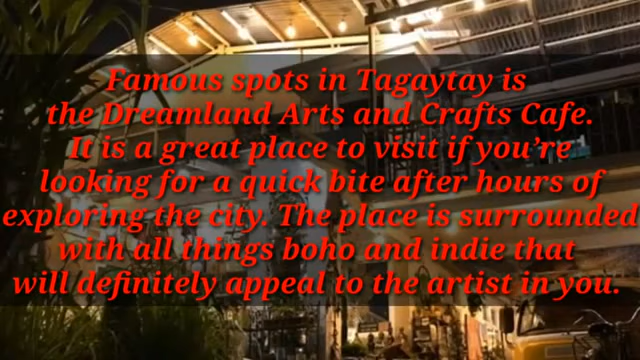 Famous spots in Tagaytay is
the Dreamland Arts and Crafts Cafe.
It is a great place to visit if you're
looking for a quick bite after hours of
exploring the city. The place is surrounded
with all things boho and indie that
will definitely appeal to the artist in you.